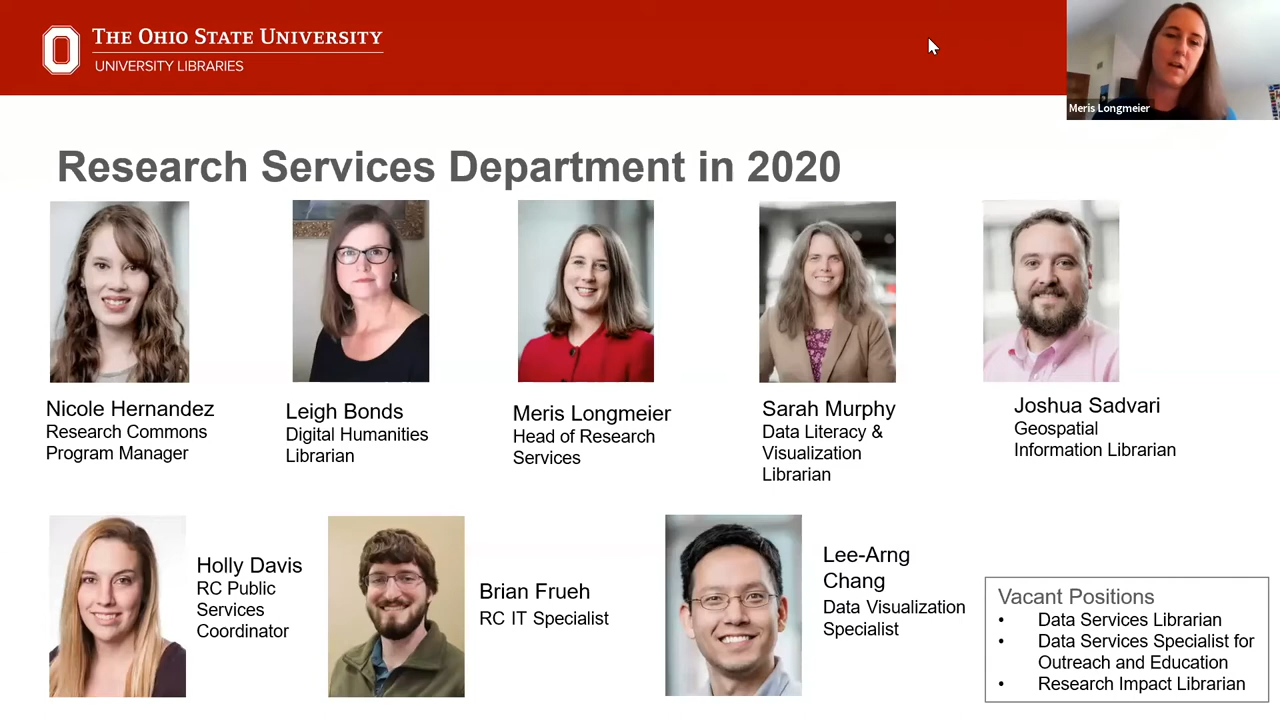 THE OHIO STATE UNIVERSITY
UNIVERSITY LIBRARIES
Meris Longmeier
Research Services Department in 2020
Nicole Hernandez
Research Commons
Program Manager
Leigh Bonds
Digital Humanities
Librarian
Meris Longmeier
Head of Research
Services
Sarah Murphy
Data Literacy &
Visualization
Librarian
Joshua Sadvari
Geospatial
Information Librarian
Holly Davis
RC Public
Services
Coordinator
Brian Frueh
RC IT Specialist
Lee-Arng
Chang
Data Visualization
Specialist
Vacant Positions
• Data Services Librarian
• Data Services Specialist for
Outreach and Education
• Research Impact Librarian